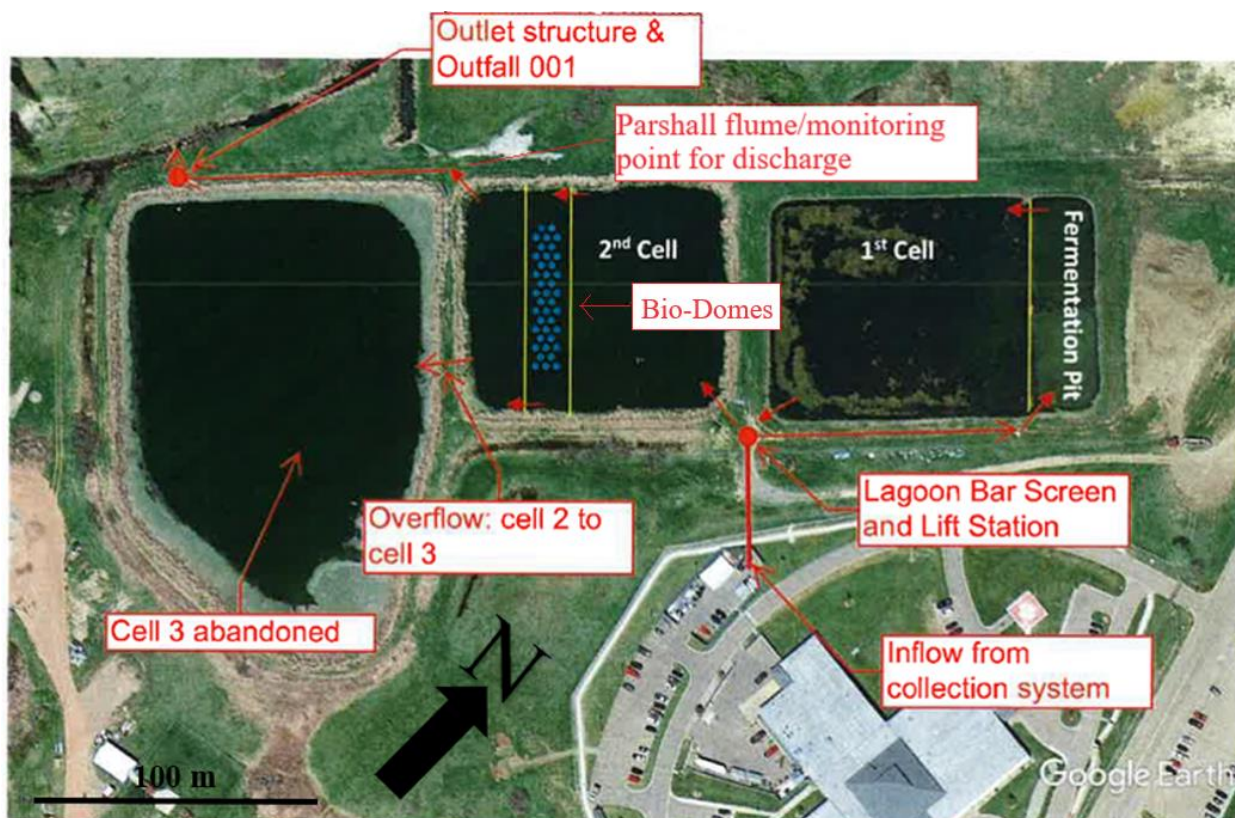 Outlet structure &
Outfall 001
Parshall flume/monitoring
point for discharge
2nd Cell
1st Cell
Fermentation Pit
Bio-Domes
Lagoon Bar Screen
and Lift Station
Overflow: cell 2 to
cell 3
Cell 3 abandoned
Inflow from
collection system
N
100 m
Google Earth